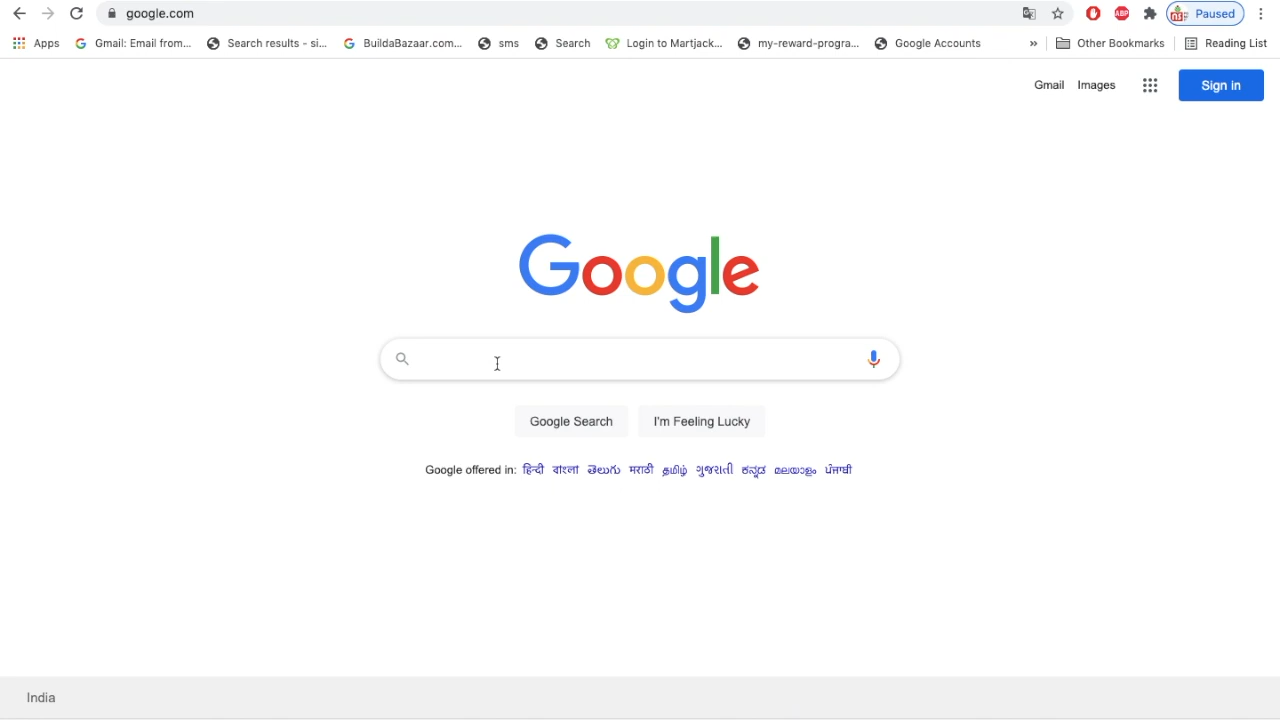 google.com
ABP
Paused
Apps Gmail: Email from... Search results - si... BuildaBazaar.com... sms Search Login to Martjack... my-reward-progra... Google Accounts » Other Bookmarks Reading List
Gmail Images Sign in
Google
Google Search I'm Feeling Lucky
Google offered in: हिन्दी বাংলা తెలుగు मराठी தமிழ் ગુજરાતી ಕನ್ನಡ മലയാളം ਪੰਜਾਬੀ
India